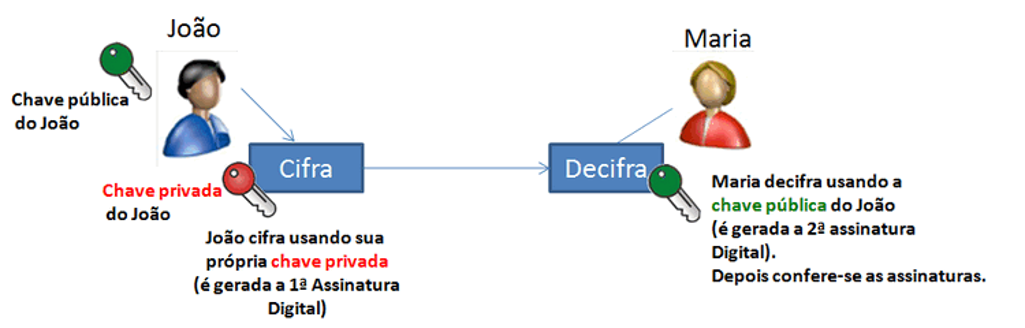 João
Maria
Chave pública
do João
Cifra
Decifra
Chave privada
do João
João cifra usando sua
própria chave privada
(é gerada a 1ª Assinatura
Digital)
Maria decifra usando a
chave pública do João
(é gerada a 2ª assinatura
Digital).
Depois confere-se as assinaturas.